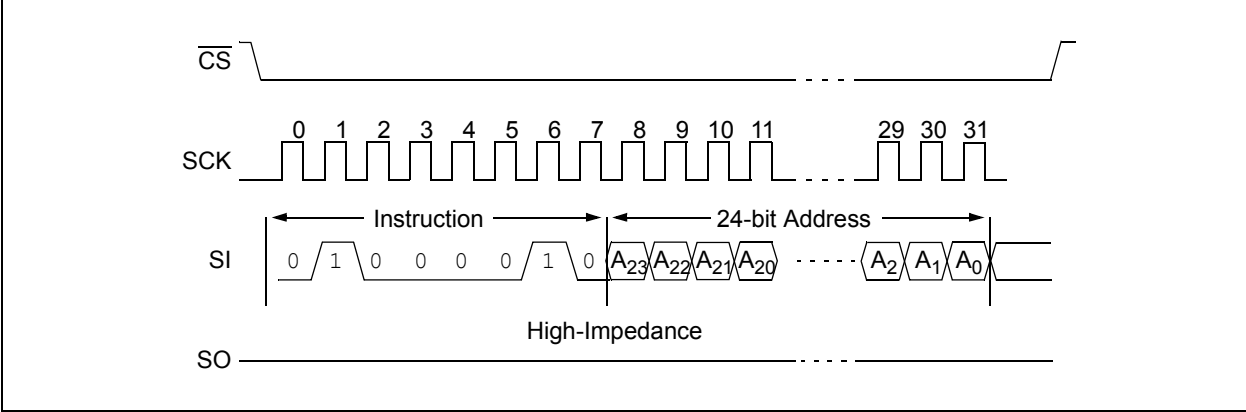 CS
0 1 2 3 4 5 6 7 8 9 10 11 29 30 31
SCK
Instruction 24-bit Address
SI 0 1 0 0 0 0 1 0 A23 A22 A21 A20 A2 A1 A0
High-Impedance
SO